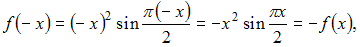 f(− x) = (− x)² sin π(− x)/2 = −x² sin πx/2 = −f(x),